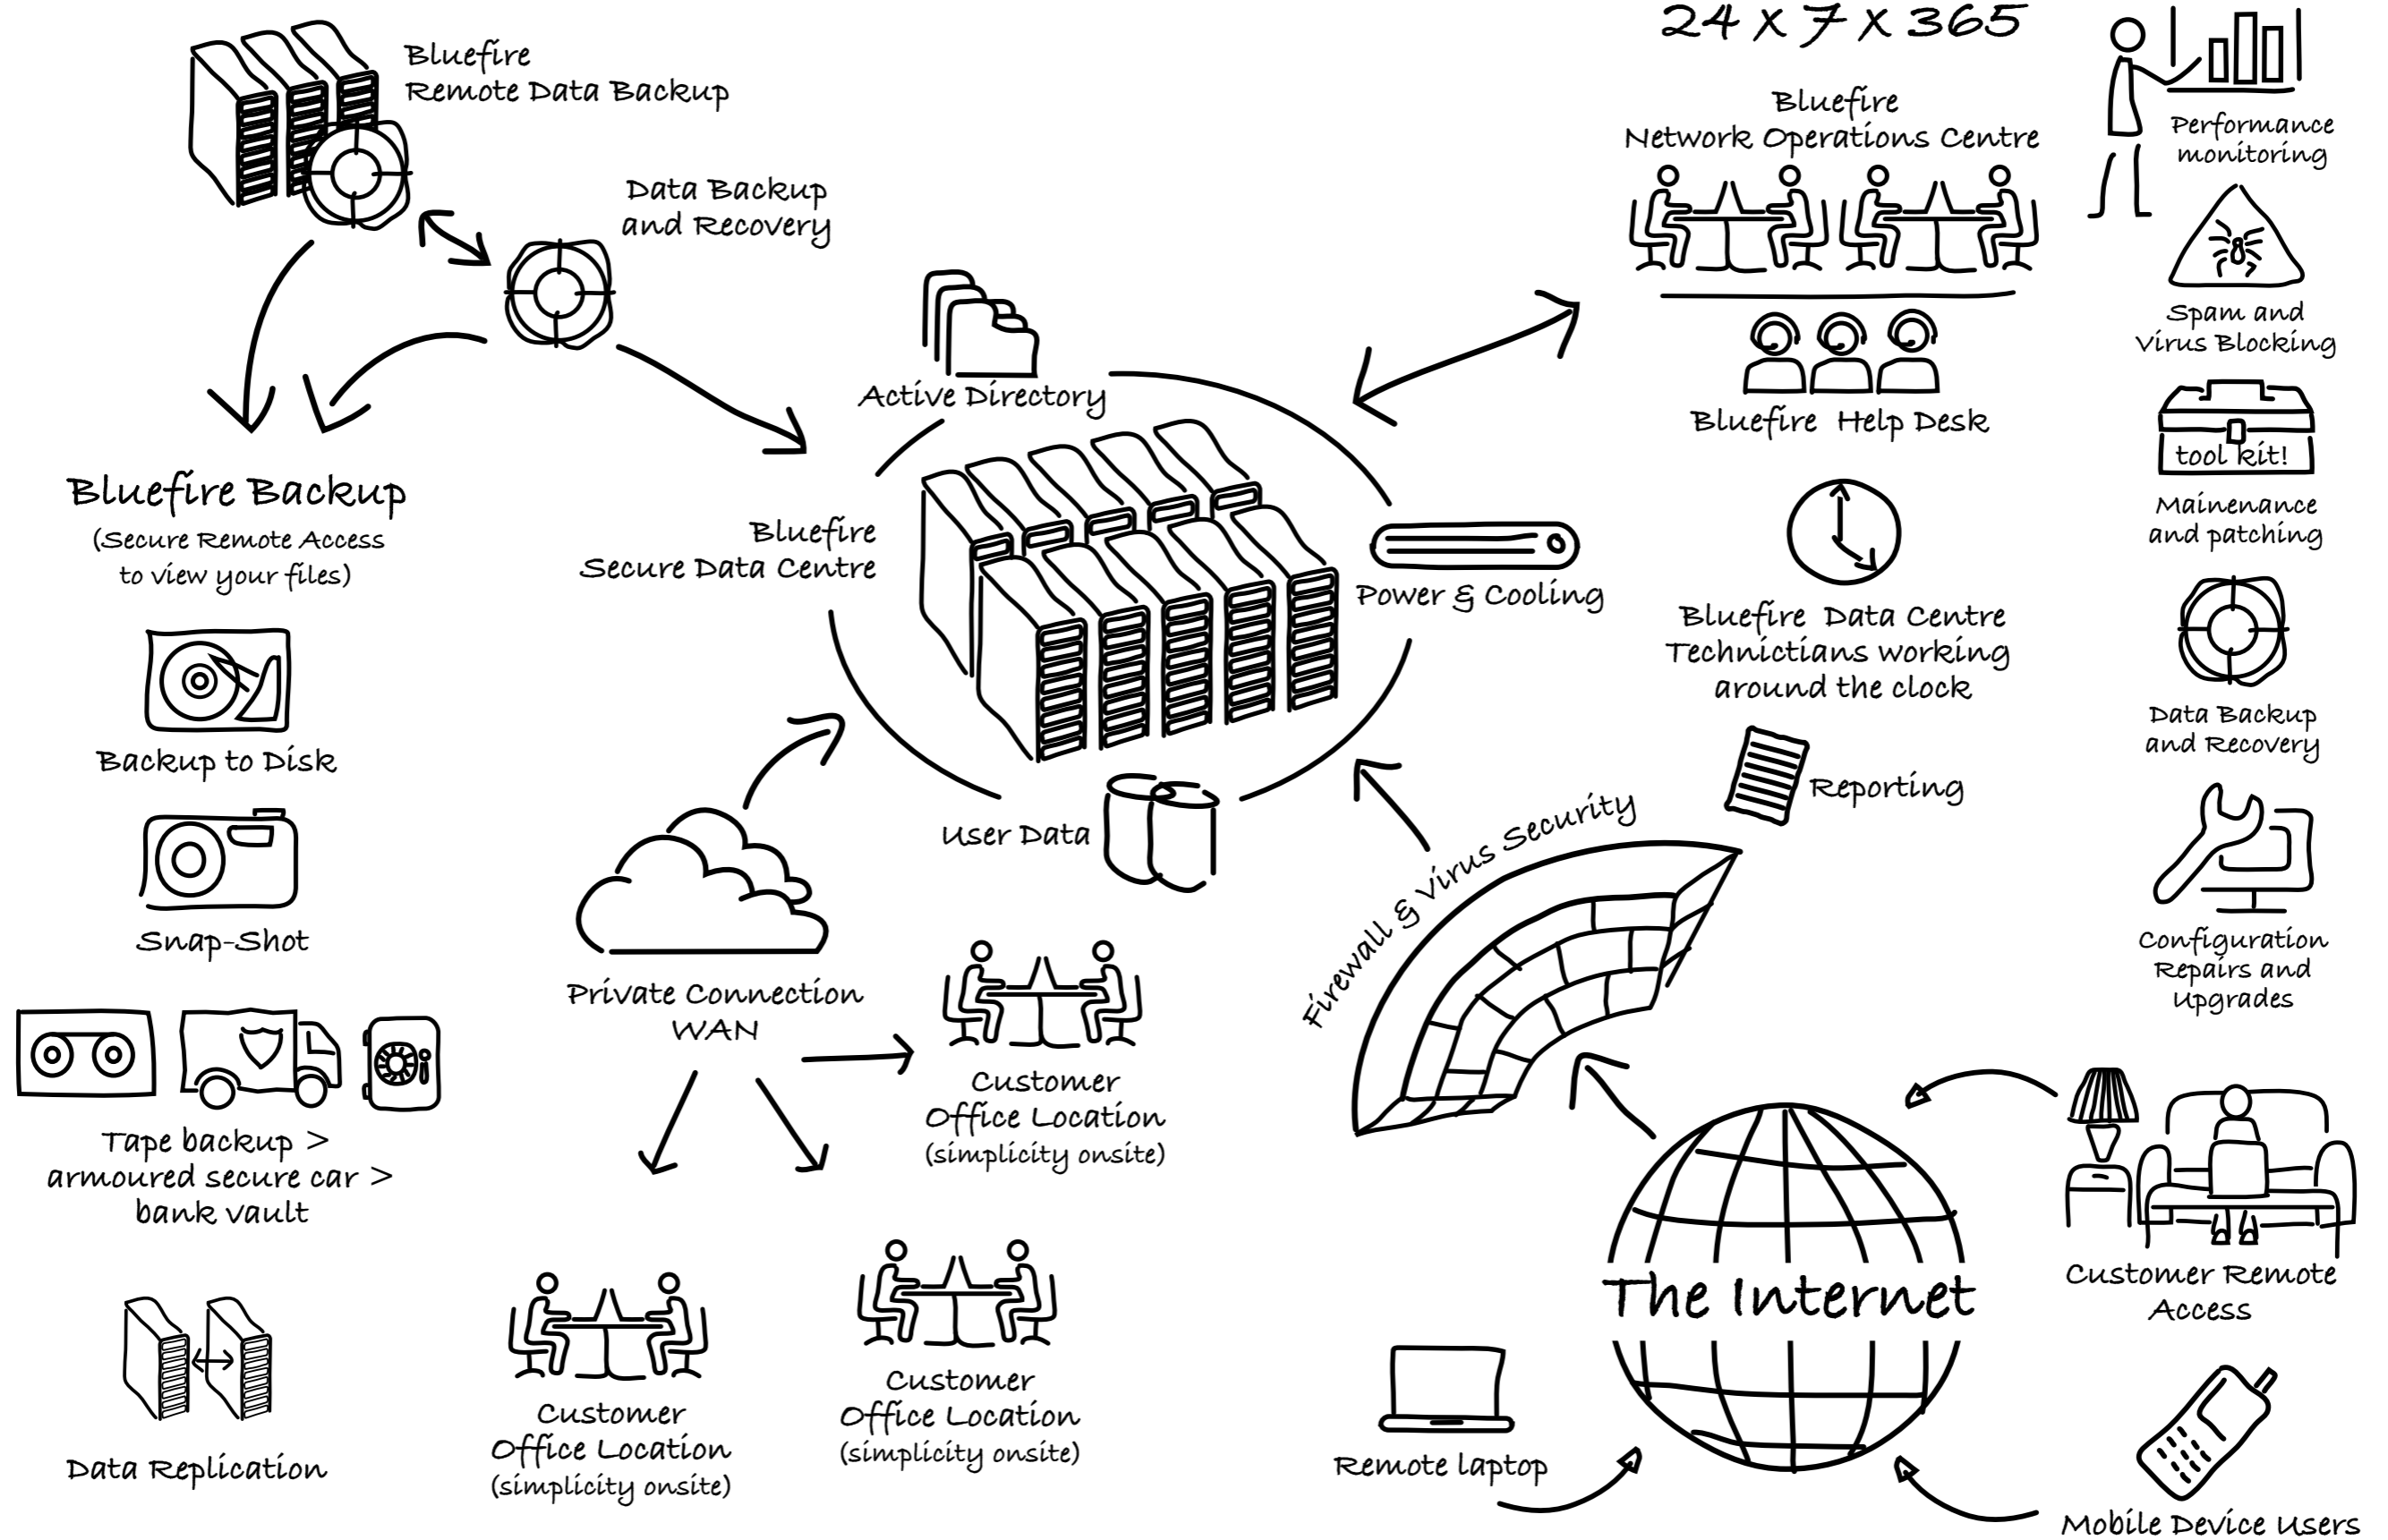 Bluefire
Remote Data Backup
Data Backup
and Recovery
Bluefire Backup
(Secure Remote Access
to view your files)
Backup to Disk
Snap-Shot
Tape backup >
armoured secure car >
bank vault
Data Replication
Active Directory
Bluefire
Secure Data Centre
Power & Cooling
User Data
Private Connection
WAN
Customer
Office Location
(simplicity onsite)
Customer
Office Location
(simplicity onsite)
Customer
Office Location
(simplicity onsite)
24 x 7 x 365
Bluefire
Network Operations Centre
Bluefire Help Desk
Bluefire Data Centre
Technictians working
around the clock
Reporting
Firewall & Virus Security
The Internet
Remote laptop
Performance
monitoring
Spam and
Virus Blocking
tool kit!
Mainenance
and patching
Data Backup
and Recovery
Configuration
Repairs and
Upgrades
Customer Remote
Access
Mobile Device Users